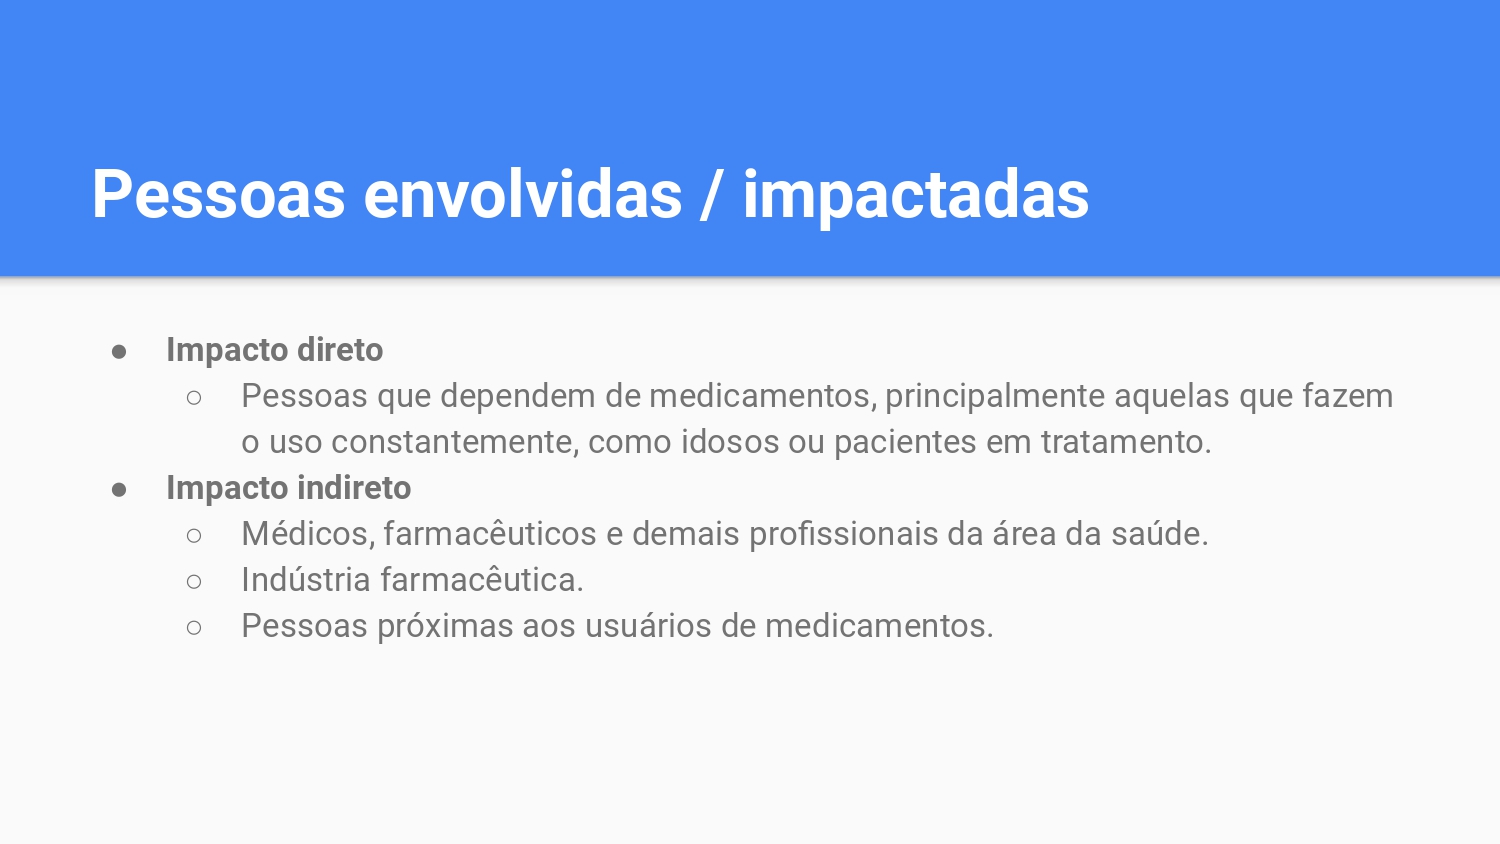 Pessoas envolvidas / impactadas
● Impacto direto
○ Pessoas que dependem de medicamentos, principalmente aquelas que fazem
o uso constantemente, como idosos ou pacientes em tratamento.
● Impacto indireto
○ Médicos, farmacêuticos e demais profissionais da área da saúde.
○ Indústria farmacêutica.
○ Pessoas próximas aos usuários de medicamentos.